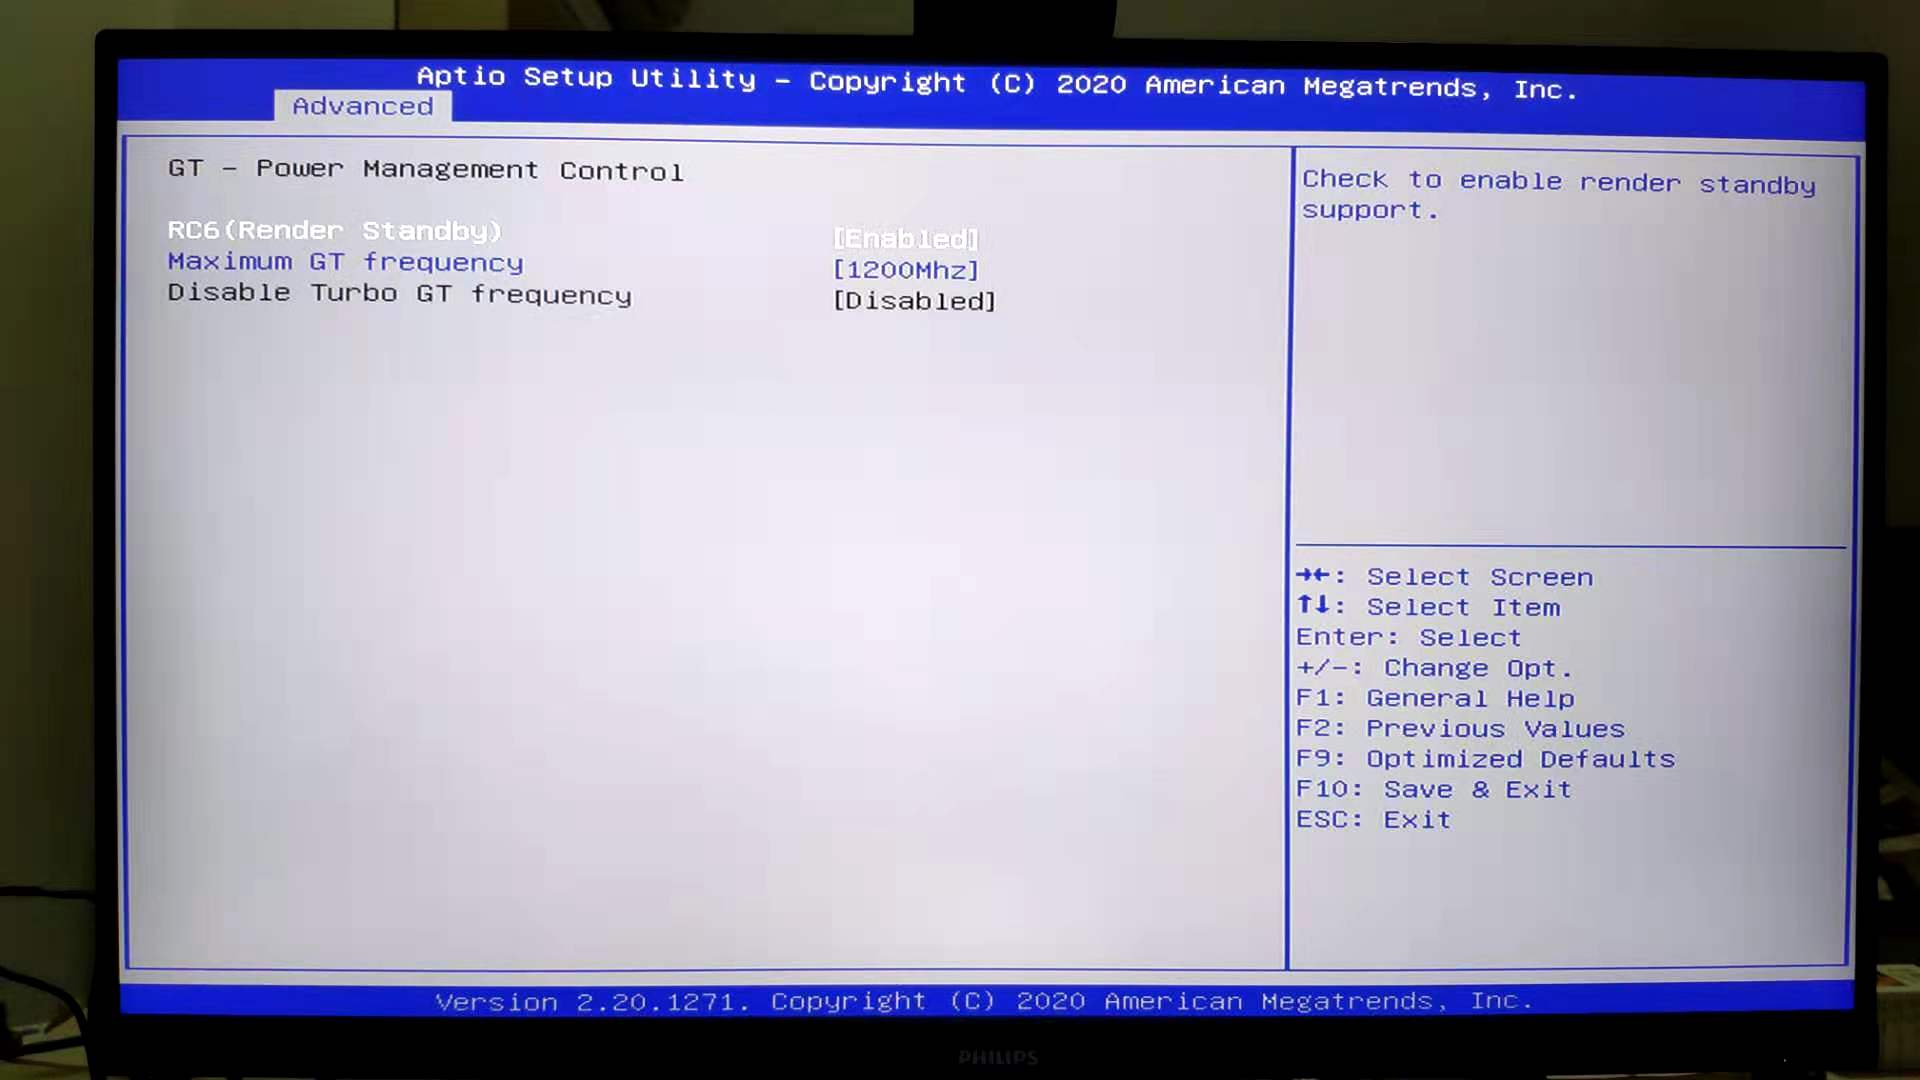 Aptio Setup Utility - Copyright (C) 2020 American Megatrends, Inc.
Advanced
GT - Power Management Control
RC6(Render Standby) [Enabled]
Maximum GT frequency [1200Mhz]
Disable Turbo GT frequency [Disabled]
Check to enable render standby
support.
→←: Select Screen
↑↓: Select Item
Enter: Select
+/-: Change Opt.
F1: General Help
F2: Previous Values
F9: Optimized Defaults
F10: Save & Exit
ESC: Exit
Version 2.20.1271. Copyright (C) 2020 American Megatrends, Inc.
PHILIPS